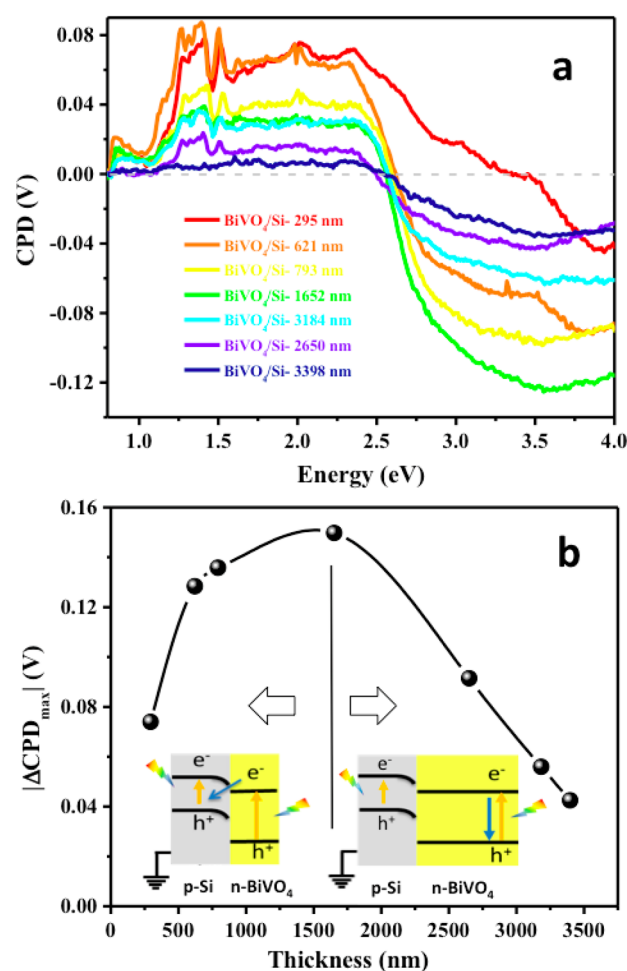 a
0.08
0.04
0.00
-0.04
-0.08
-0.12
CPD (V)
BiVO4/Si- 295 nm
BiVO4/Si- 621 nm
BiVO4/Si- 793 nm
BiVO4/Si- 1652 nm
BiVO4/Si- 3184 nm
BiVO4/Si- 2650 nm
BiVO4/Si- 3398 nm
1.0 1.5 2.0 2.5 3.0 3.5 4.0
Energy (eV)
b
0.16
0.12
0.08
0.04
0.00
|ΔCPDmax| (V)
e- e-
h+ h+
p-Si n-BiVO4
e- e-
h+ h+
p-Si n-BiVO4
0 500 1000 1500 2000 2500 3000 3500
Thickness (nm)